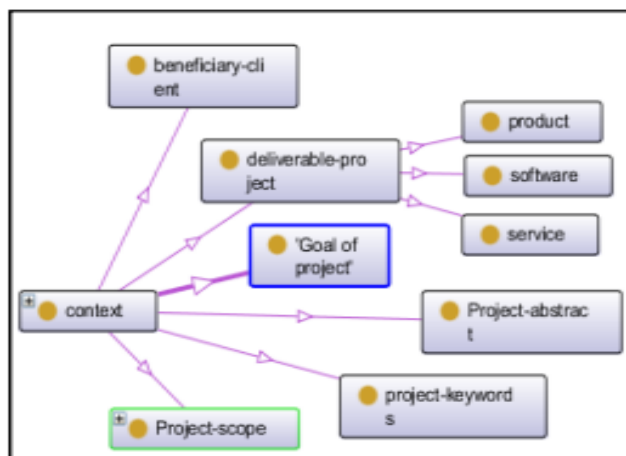 beneficiary-cli
ent
product
deliverable-pro
ject
software
service
'Goal of
project'
context
Project-abstrac
t
project-keyword
s
Project-scope